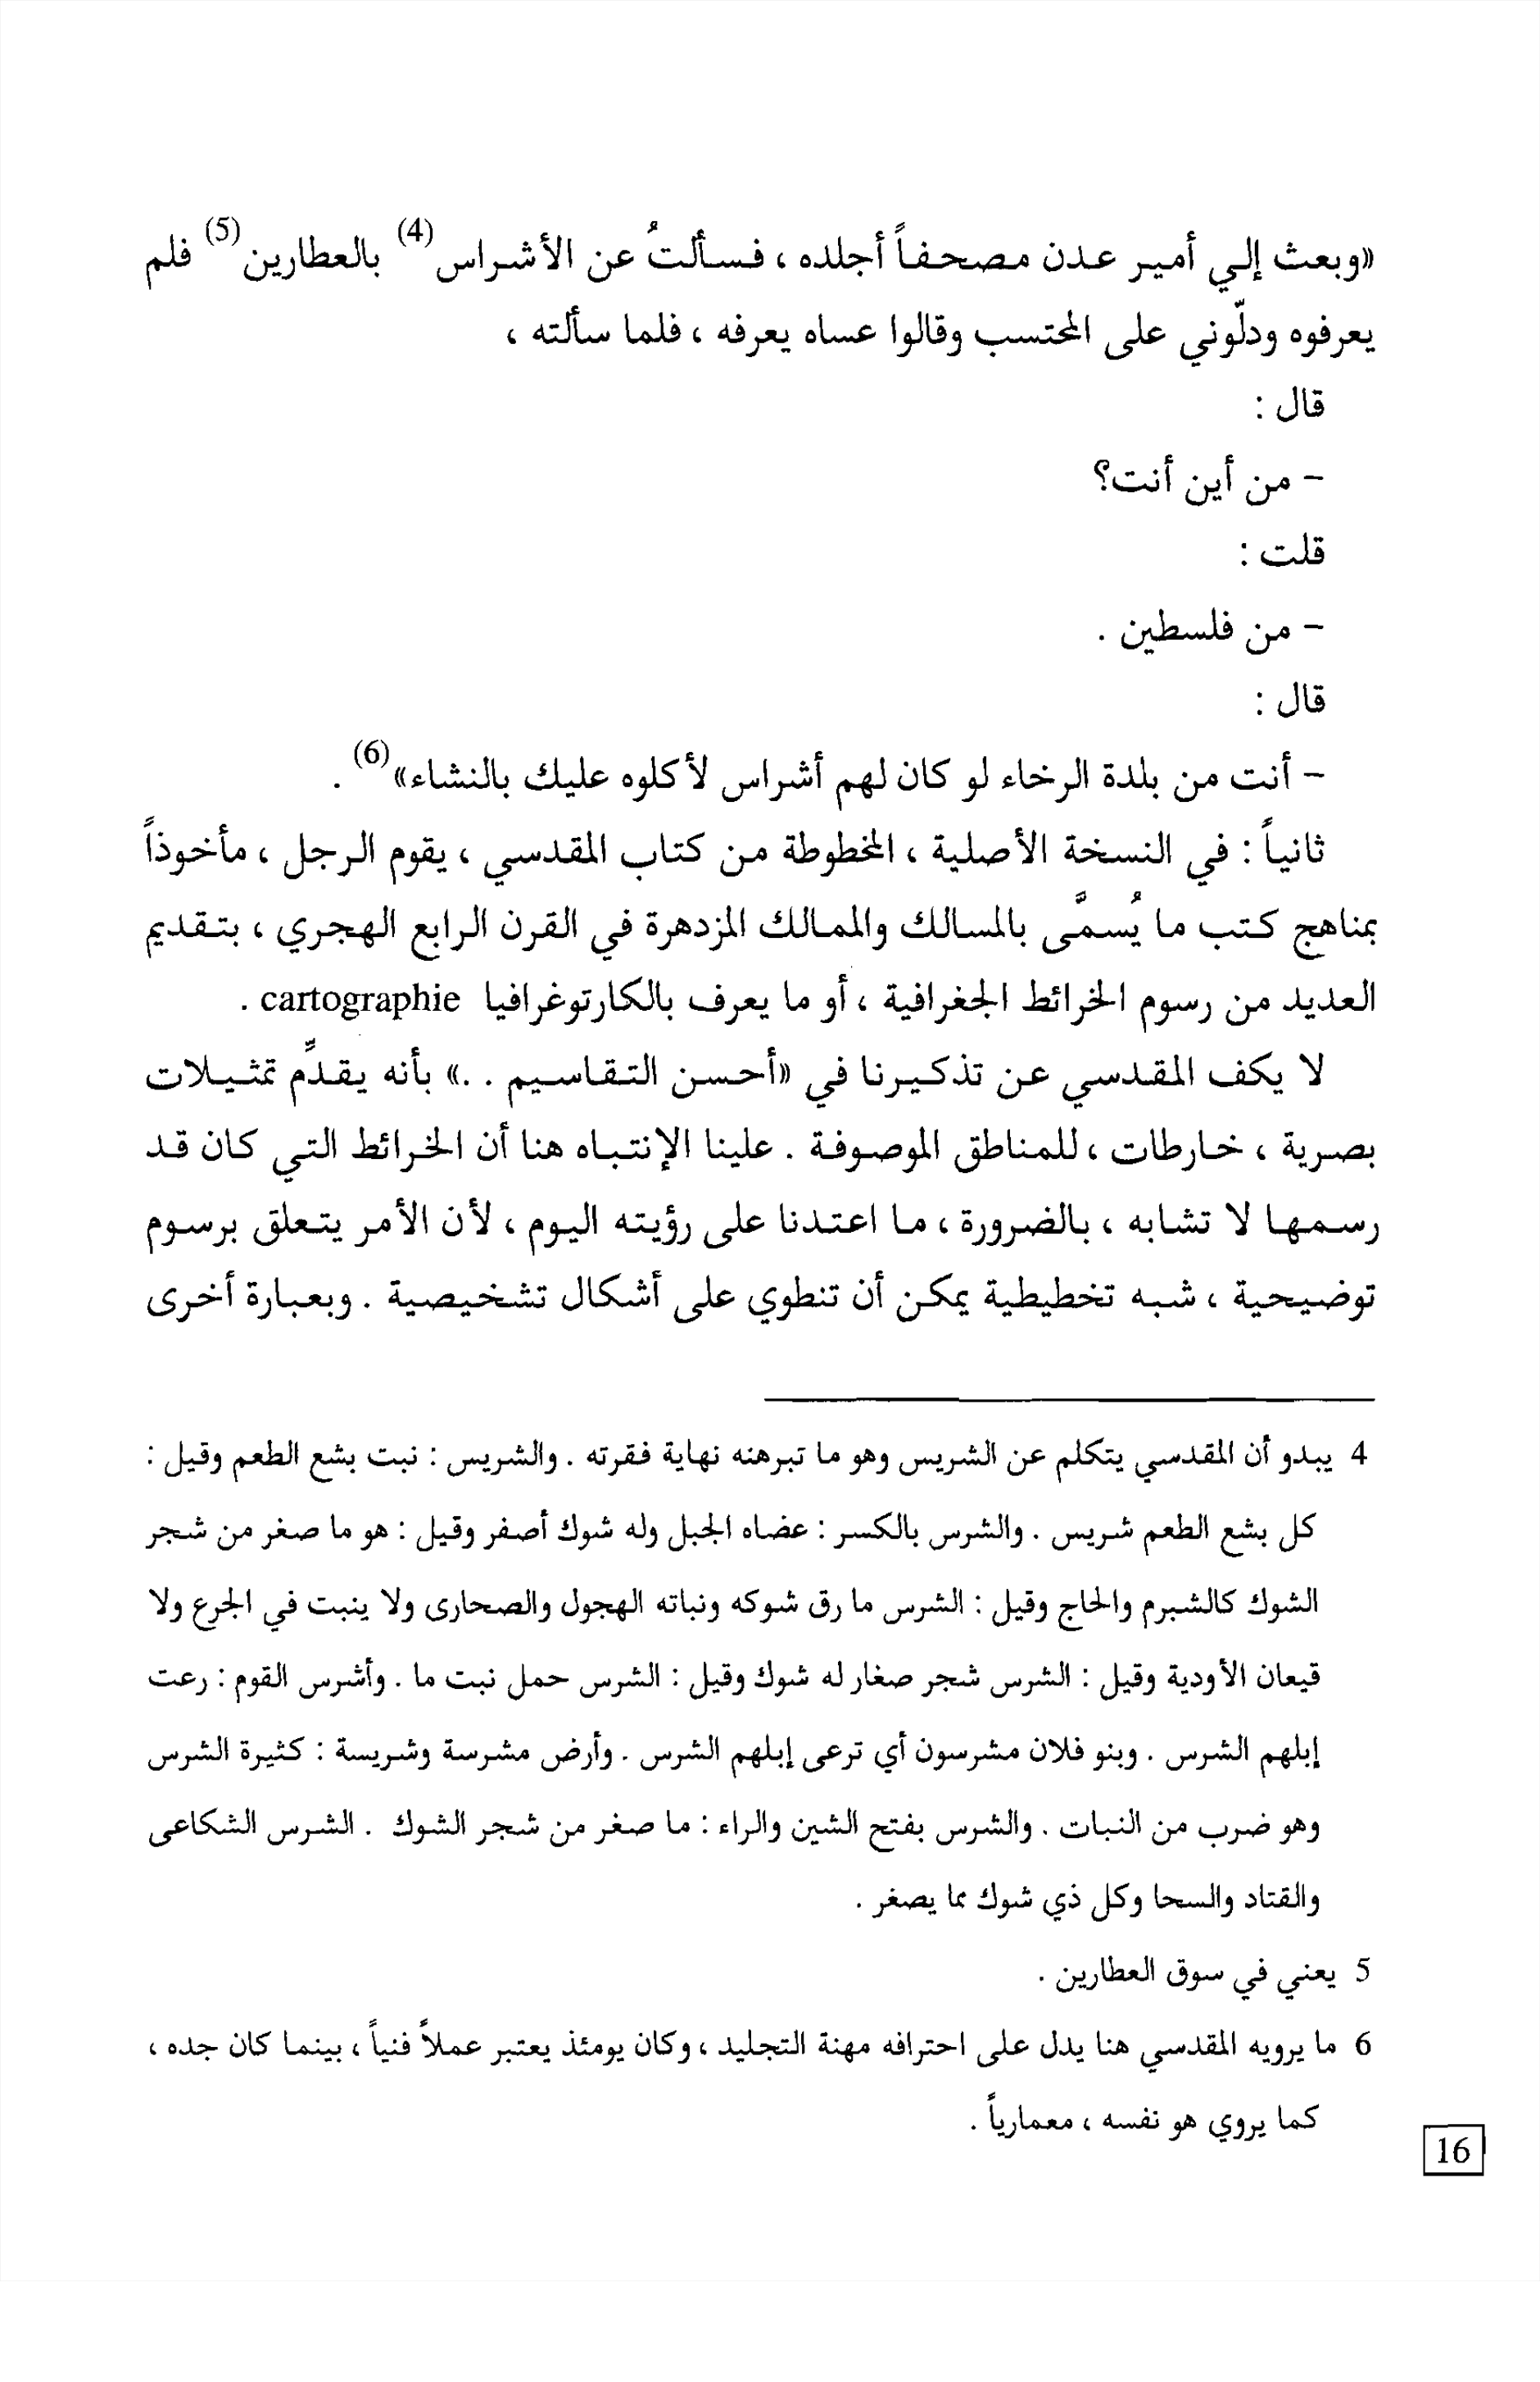 «وبعث إلي أمير عدن مصحفاً أجلده ، فسألتُ عن الأشراس(4) بالعطارين(5) فلم
يعرفوه ودلّوني على المحتسب وقالوا عساه يعرفه ، فلما سألته ،
قال :
- من أين أنت؟
قلت :
- من فلسطين .
قال :
- أنت من بلدة الرخاء لو كان لهم أشراس لأكلوه عليك بالنشاء»(6) .
ثانياً : في النسخة الأصلية ، المخطوطة من كتاب المقدسي ، يقوم الرجل ، مأخوذاً
بمناهج كتب ما يُسمَّى بالمسالك والممالك المزدهرة في القرن الرابع الهجري ، بتقديم
العديد من رسوم الخرائط الجغرافية ، أو ما يعرف بالكارتوغرافيا cartographie .
لا يكف المقدسي عن تذكيرنا في «أحسن التقاسيم . .» بأنه يقدِّم تمثيلات
بصرية ، خارطات ، للمناطق الموصوفة . علينا الإنتباه هنا أن الخرائط التي كان قد
رسمها لا تشابه ، بالضرورة ، ما اعتدنا على رؤيته اليوم ، لأن الأمر يتعلق برسوم
توضيحية ، شبه تخطيطية يمكن أن تنطوي على أشكال تشخيصية . وبعبارة أخرى
4 يبدو أن المقدسي يتكلم عن الشريس وهو ما تبرهنه نهاية فقرته . والشريس : نبت بشع الطعم وقيل :
كل بشع الطعم شريس . والشرس بالكسر : عضاه الجبل وله شوك أصفر وقيل : هو ما صغر من شجر
الشوك كالشبرم والحاج وقيل : الشرس ما رق شوكه ونباته الهجول والصحارى ولا ينبت في الجرع ولا
قيعان الأودية وقيل : الشرس شجر صغار له شوك وقيل : الشرس حمل نبت ما . وأشرس القوم : رعت
إبلهم الشرس . وبنو فلان مشرسون أي ترعى إبلهم الشرس . وأرض مشرسة وشريسة : كثيرة الشرس
وهو ضرب من النبات . والشرس بفتح الشين والراء : ما صغر من شجر الشوك . الشرس الشكاعى
والقتاد والسحا وكل ذي شوك مما يصغر .
5 يعني في سوق العطارين .
6 ما يرويه المقدسي هنا يدل على احترافه مهنة التجليد ، وكان يومئذ يعتبر عملاً فنياً ، بينما كان جده ،
كما يروي هو نفسه ، معمارياً .
16